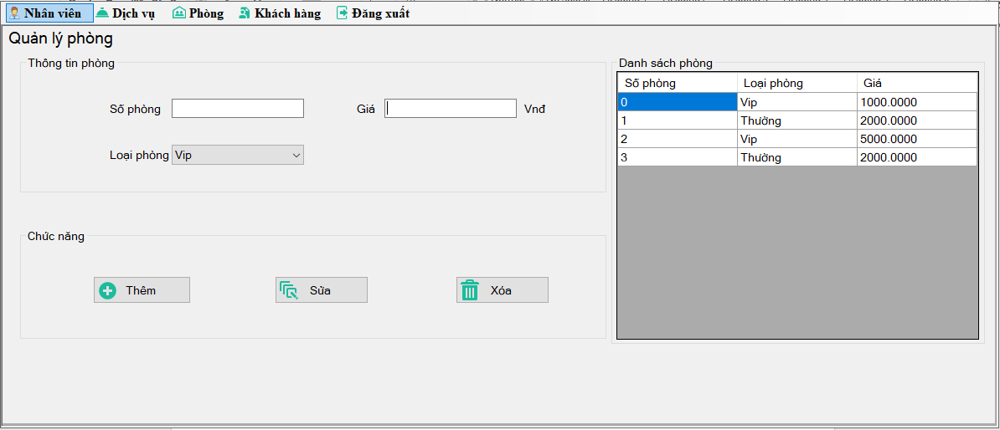 Nhân viên Dịch vụ Phòng Khách hàng Đăng xuất
Quản lý phòng
Thông tin phòng
Số phòng
Giá
Vnđ
Loại phòng
Vip
Chức năng
Thêm
Sửa
Xóa
Danh sách phòng
Số phòng Loại phòng Giá
0 Vip 1000.0000
1 Thường 2000.0000
2 Vip 5000.0000
3 Thường 2000.0000